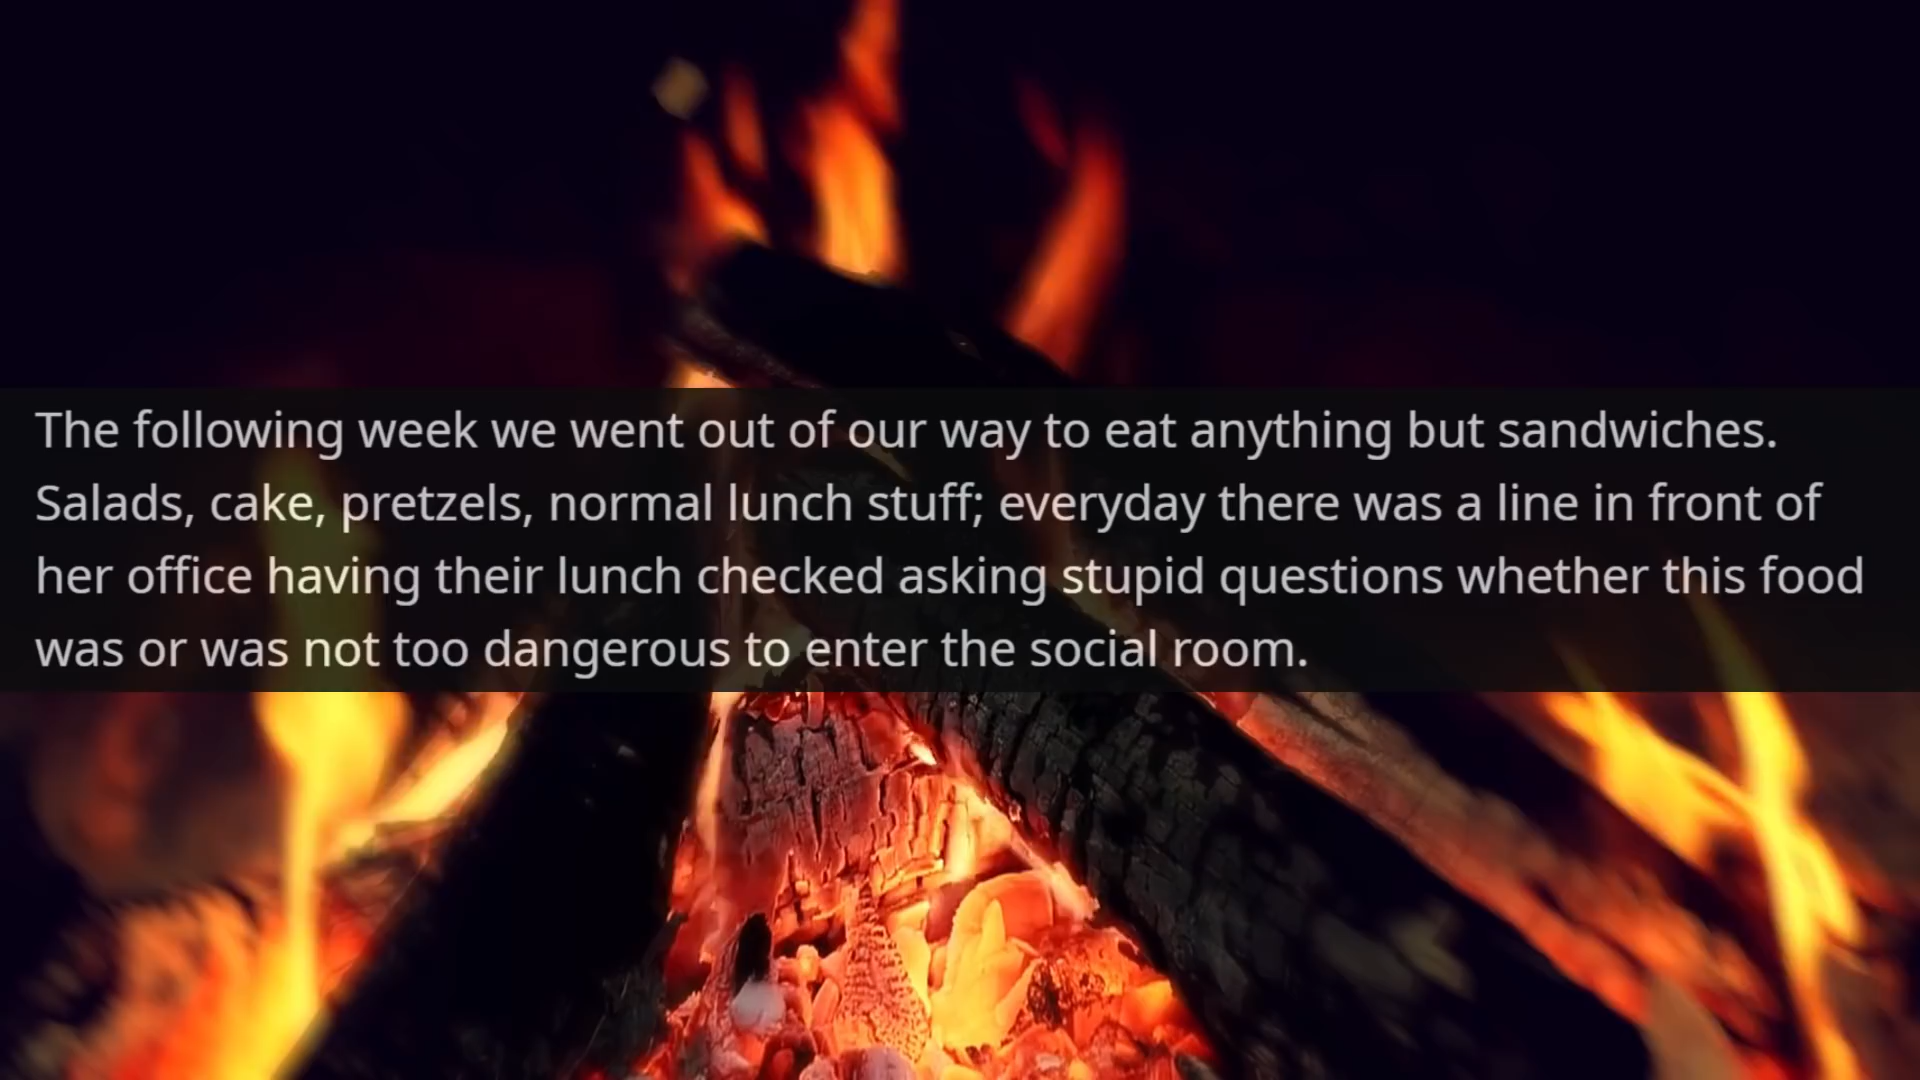 The following week we went out of our way to eat anything but sandwiches.
Salads, cake, pretzels, normal lunch stuff; everyday there was a line in front of
her office having their lunch checked asking stupid questions whether this food
was or was not too dangerous to enter the social room.